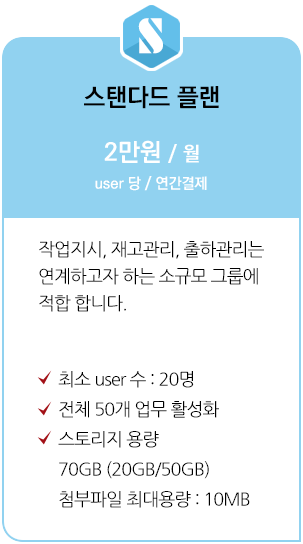 S
스탠다드 플랜
2만원 / 월
user 당 / 연간결제
작업지시, 재고관리, 출하관리는
연계하고자 하는 소규모 그룹에
적합 합니다.
최소 user 수 : 20명
전체 50개 업무 활성화
스토리지 용량
70GB (20GB/50GB)
첨부파일 최대용량 : 10MB